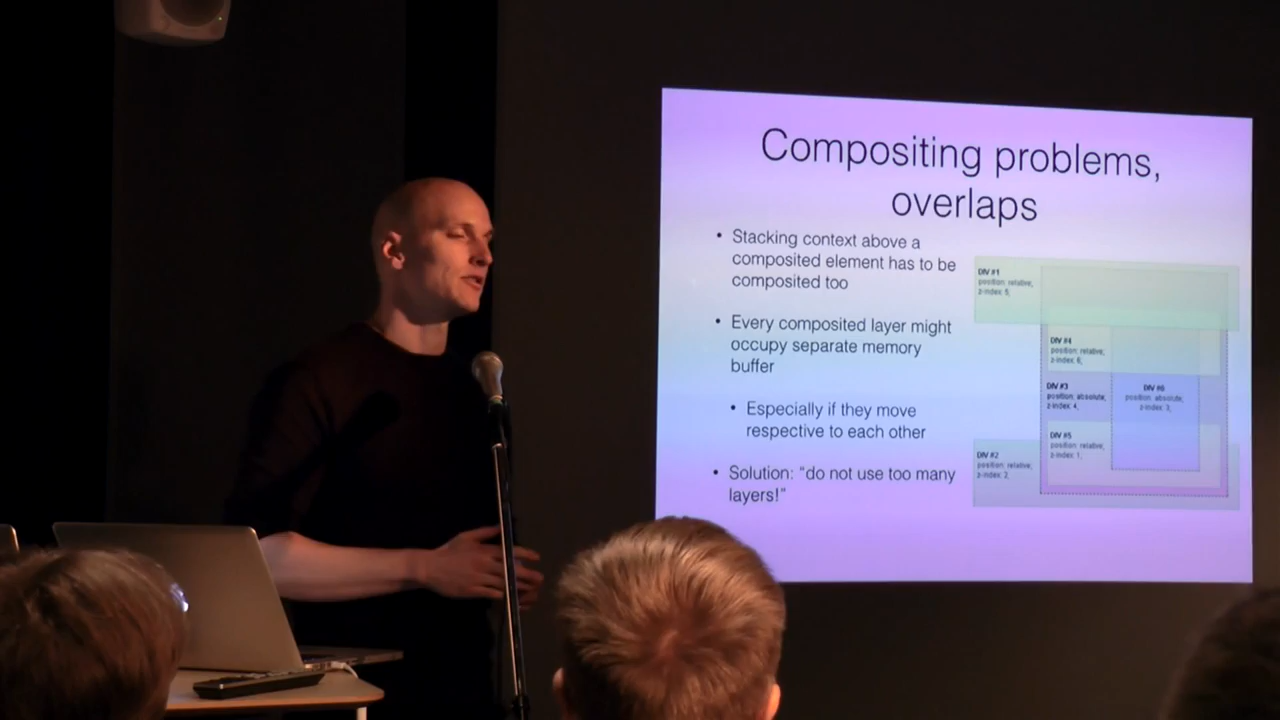 Compositing problems,
overlaps
• Stacking context above a
composited element has to be
composited too
• Every composited layer might
occupy separate memory
buffer
• Especially if they move
respective to each other
• Solution: “do not use too many
layers!”
DIV #1
position: relative;
z-index: 5;
DIV #4
position: relative;
z-index: 6;
DIV #3
position: absolute;
z-index: 4;
DIV #6
position: absolute;
z-index: 3;
DIV #5
position: relative;
z-index: 1;
DIV #2
position: relative;
z-index: 2;